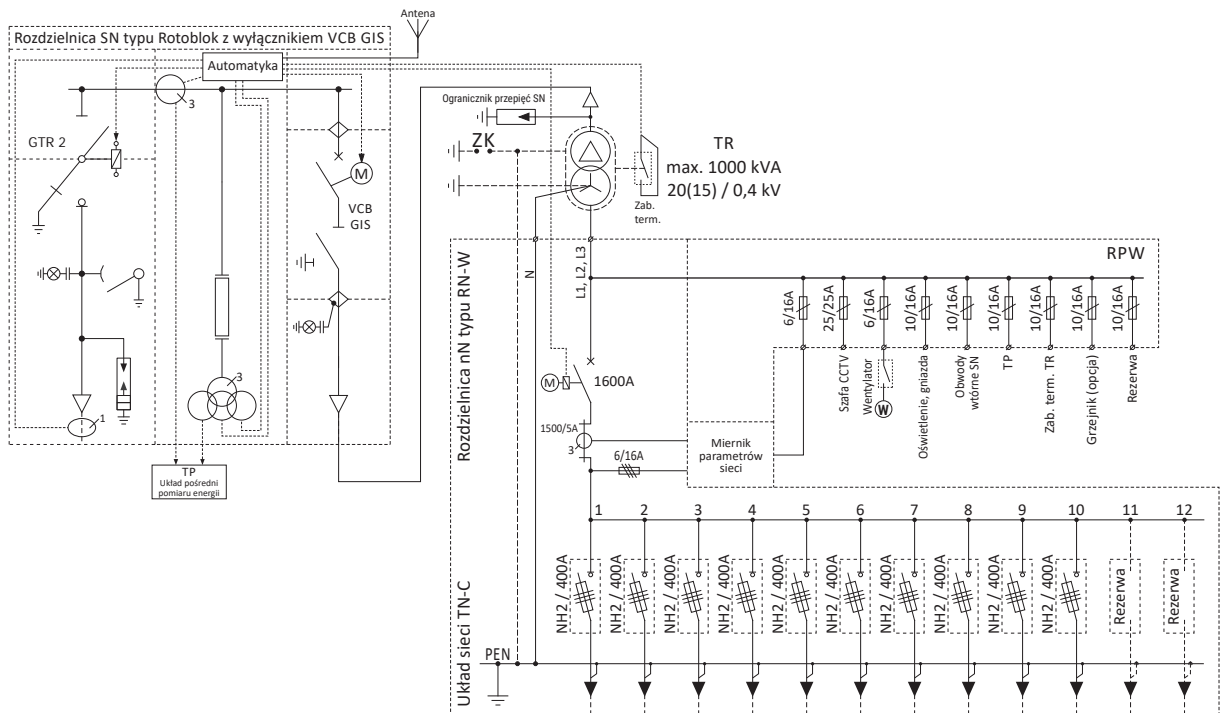 Antena
Rozdzielnica SN typu Rotoblok z wyłącznikiem VCB GIS
Automatyka
3
GTR 2
M
VCB
GIS
3
1
TP
Układ pośredni
pomiaru energii
Ogranicznik przepięć SN
ZK
TR
max. 1000 kVA
20(15) / 0,4 kV
Zab.
term.
Rozdzielnica nN typu RN-W
N
L1, L2, L3
RPW
6/16A
25/25A
6/16A
10/16A
10/16A
10/16A
10/16A
10/16A
10/16A
Szafa CCTV
Wentylator
W
Oświetlenie, gniazda
Obwody
wtórne SN
TP
Zab. term. TR
Grzejnik (opcja)
Rezerwa
M
1600A
1500/5A
3
6/16A
Miernik
parametrów
sieci
1 2 3 4 5 6 7 8 9 10 11 12
NH2 / 400A
NH2 / 400A
NH2 / 400A
NH2 / 400A
NH2 / 400A
NH2 / 400A
NH2 / 400A
NH2 / 400A
NH2 / 400A
NH2 / 400A
Rezerwa
Rezerwa
Układ sieci TN-C
PEN